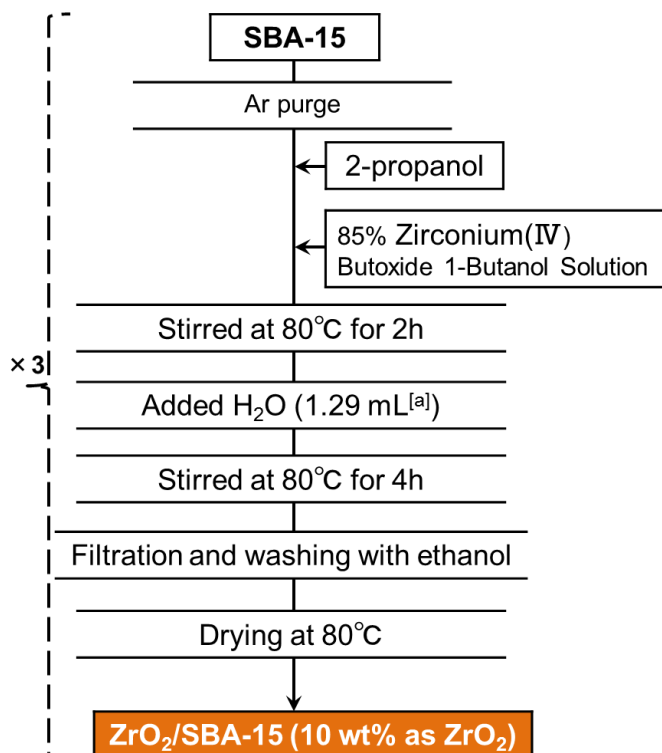 SBA-15
Ar purge
2-propanol
85% Zirconium(Ⅳ)
Butoxide 1-Butanol Solution
Stirred at 80℃ for 2h
× 3
Added H₂O (1.29 mL[a])
Stirred at 80℃ for 4h
Filtration and washing with ethanol
Drying at 80℃
ZrO₂/SBA-15 (10 wt% as ZrO₂)